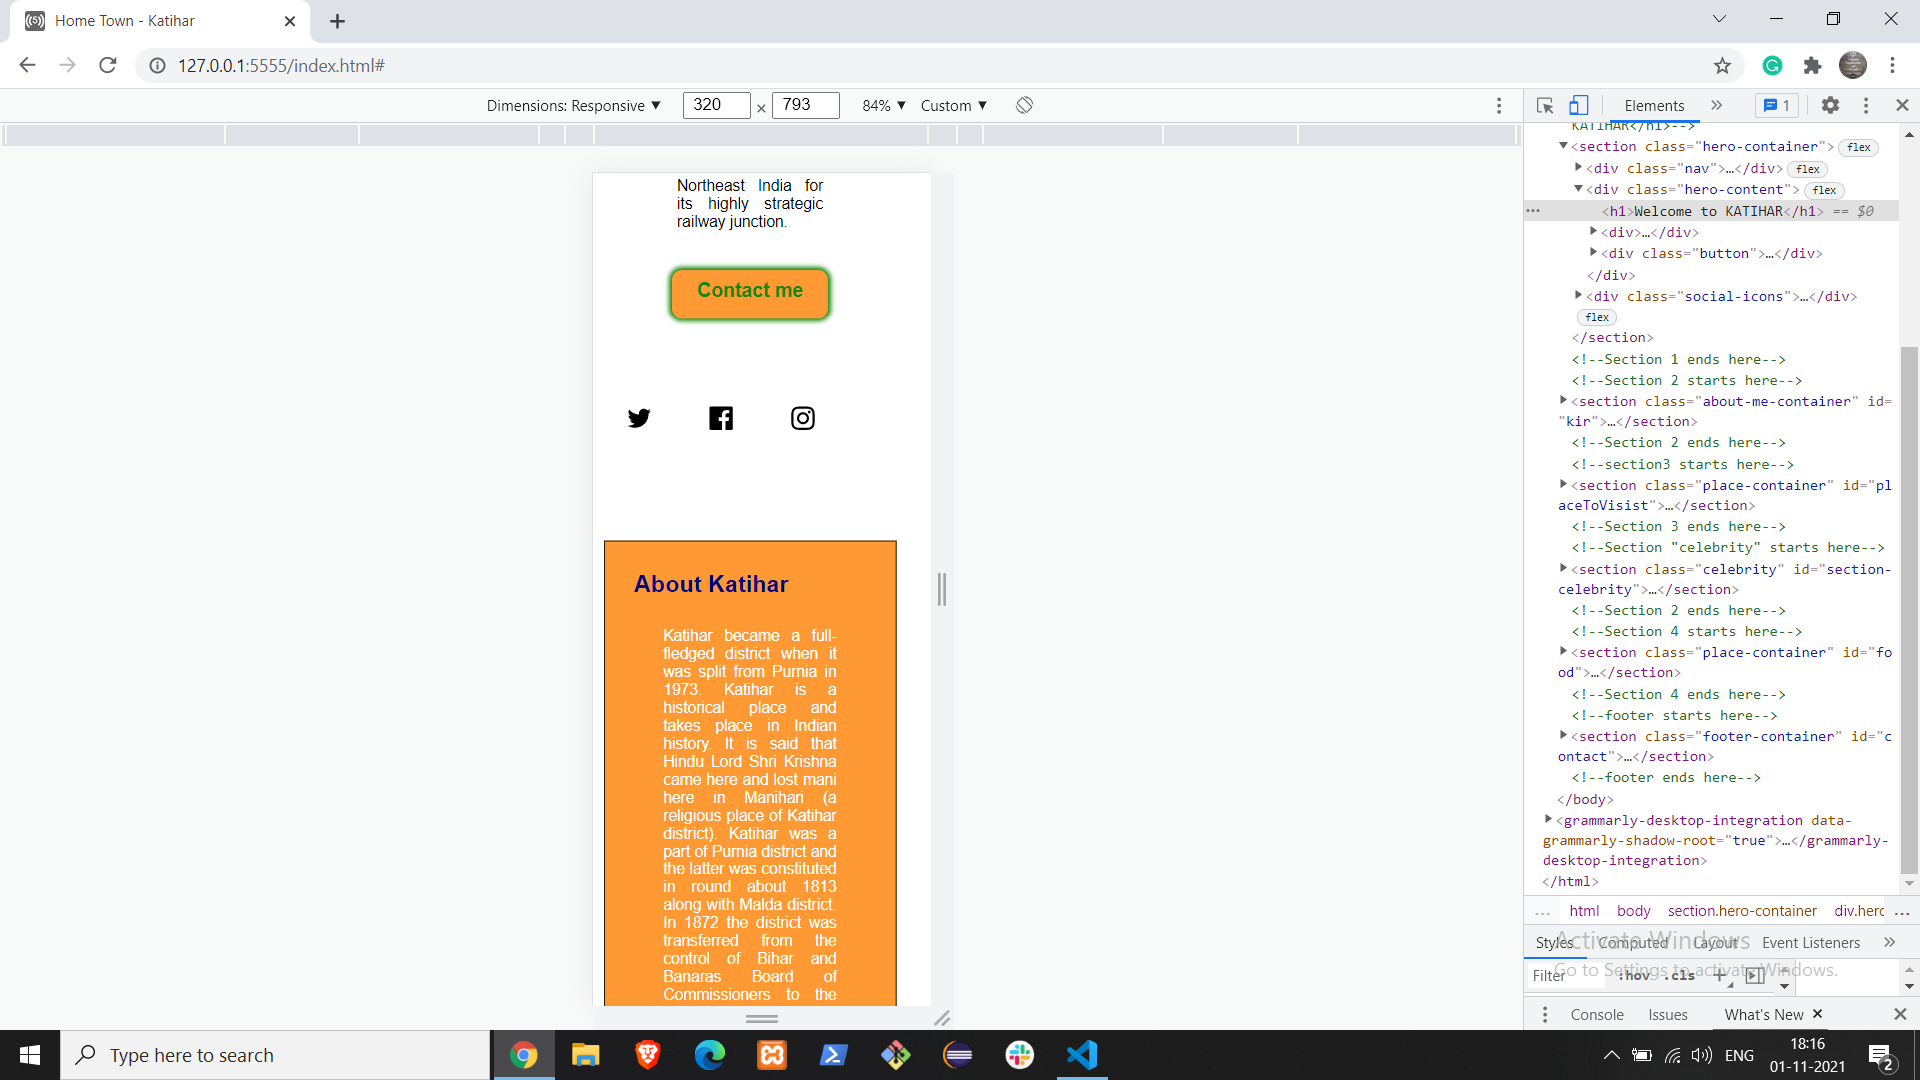 Home Town - Katihar
127.0.0.1:5555/index.html#
Dimensions: Responsive ▼ 320 × 793 84% ▼ Custom ▼
Elements 1
Northeast India for
its highly strategic
railway junction.
Contact me
About Katihar
Katihar became a full-
fledged district when it
was split from Purnia in
1973. Katihar is a
historical place and
takes place in Indian
history. It is said that
Hindu Lord Shri Krishna
came here and lost mani
here in Manihari (a
religious place of Katihar
district). Katihar was a
part of Purnia district and
the latter was constituted
in round about 1813
along with Malda district.
In 1872 the district was
transferred from the
control of Bihar and
Banaras Board of
Commissioners to the
KATIHAR</h1>-->
<section class="hero-container"> flex
<div class="nav">…</div> flex
<div class="hero-content"> flex
<h1>Welcome to KATIHAR</h1> == $0
<div>…</div>
<div class="button">…</div>
</div>
<div class="social-icons">…</div>
flex
</section>
<!--Section 1 ends here-->
<!--Section 2 starts here-->
<section class="about-me-container" id=
"kir">…</section>
<!--Section 2 ends here-->
<!--section3 starts here-->
<section class="place-container" id="pl
aceToVisist">…</section>
<!--Section 3 ends here-->
<!--Section "celebrity" starts here-->
<section class="celebrity" id="section-
celebrity">…</section>
<!--Section 2 ends here-->
<!--Section 4 starts here-->
<section class="place-container" id="fo
od">…</section>
<!--Section 4 ends here-->
<!--footer starts here-->
<section class="footer-container" id="c
ontact">…</section>
<!--footer ends here-->
</body>
<grammarly-desktop-integration data-
grammarly-shadow-root="true">…</grammarly-
desktop-integration>
</html>
… html body section.hero-container div.hero …
Styles Computed Layout Event Listeners
Activate Windows
Filter :hov .cls
Go to Settings to activate Windows.
Console Issues What's New
Type here to search
ENG
18:16
01-11-2021
2